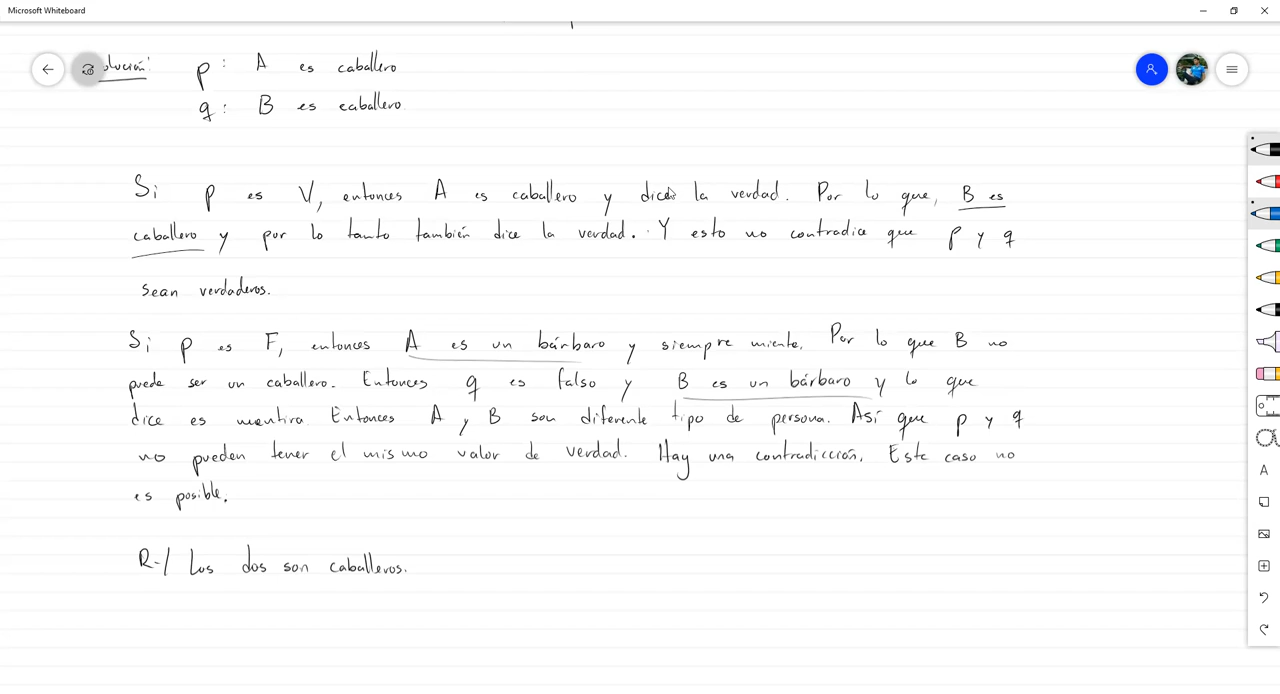 Microsoft Whiteboard
olución: p: A es caballero
q: B es caballero
Si p es V, entonces A es caballero y dice la verdad. Por lo que, B es
caballero y por lo tanto también dice la verdad. Y esto no contradice que p y q
sean verdaderos.
Si p es F, entonces A es un bárbaro y siempre miente. Por lo que B no
puede ser un caballero. Entonces q es falso y B es un bárbaro y lo que
dice es mentira. Entonces A y B son diferente tipo de persona. Así que p y q
no pueden tener el mismo valor de verdad. Hay una contradicción. Este caso no
es posible.
R-/ Los dos son caballeros.
A